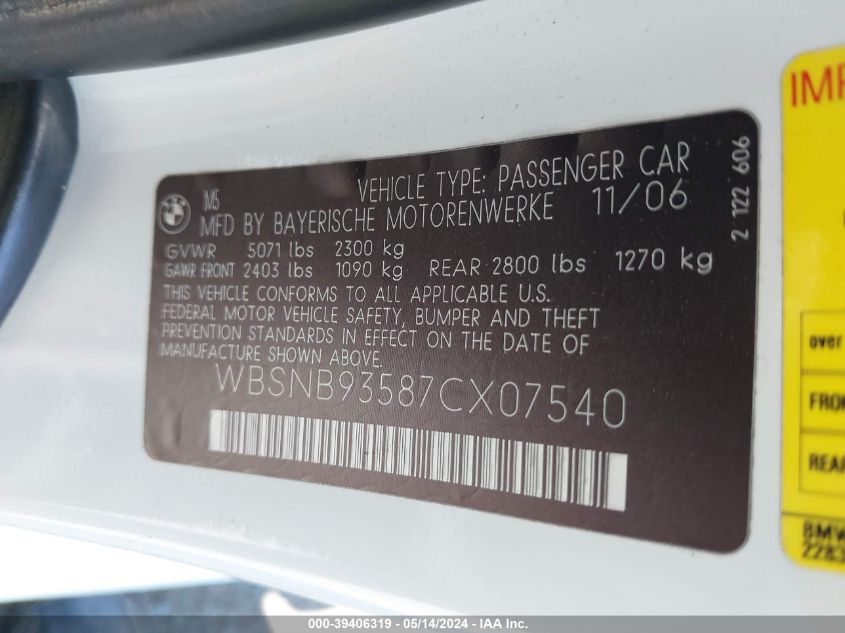 M5 VEHICLE TYPE: PASSENGER CAR
MFD BY BAYERISCHE MOTORENWERKE 11/06
GVWR 5071 lbs 2300 kg
GAWR FRONT 2403 lbs 1090 kg REAR 2800 lbs 1270 kg
THIS VEHICLE CONFORMS TO ALL APPLICABLE U.S.
FEDERAL MOTOR VEHICLE SAFETY, BUMPER AND THEFT
PREVENTION STANDARDS IN EFFECT ON THE DATE OF
MANUFACTURE SHOWN ABOVE.
WBSNB93587CX07540
2 122 606
over
REAR
BMW
000-39406319 - 05/14/2024 - IAA Inc.